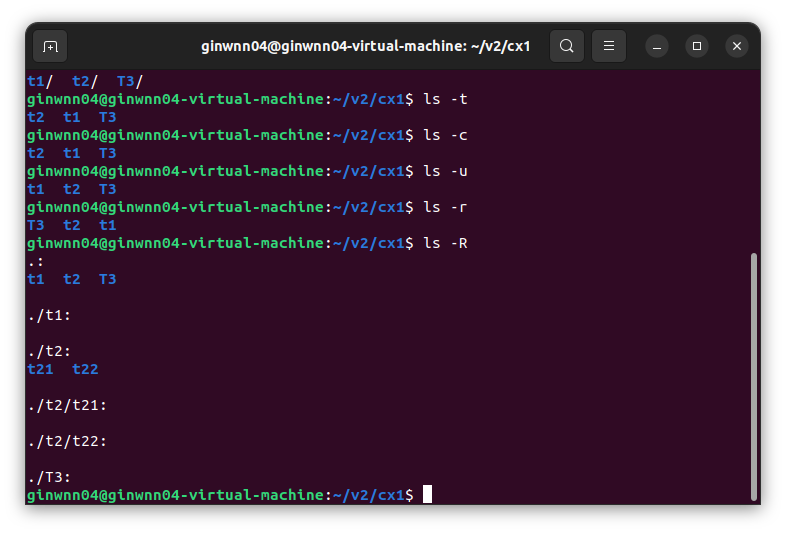 ginwnn04@ginwnn04-virtual-machine: ~/v2/cx1
t1/  t2/  T3/
ginwnn04@ginwnn04-virtual-machine:~/v2/cx1$ ls -t
t2  t1  T3
ginwnn04@ginwnn04-virtual-machine:~/v2/cx1$ ls -c
t2  t1  T3
ginwnn04@ginwnn04-virtual-machine:~/v2/cx1$ ls -u
t1  t2  T3
ginwnn04@ginwnn04-virtual-machine:~/v2/cx1$ ls -r
T3  t2  t1
ginwnn04@ginwnn04-virtual-machine:~/v2/cx1$ ls -R
.:
t1  t2  T3
./t1:
./t2:
t21  t22
./t2/t21:
./t2/t22:
./T3:
ginwnn04@ginwnn04-virtual-machine:~/v2/cx1$